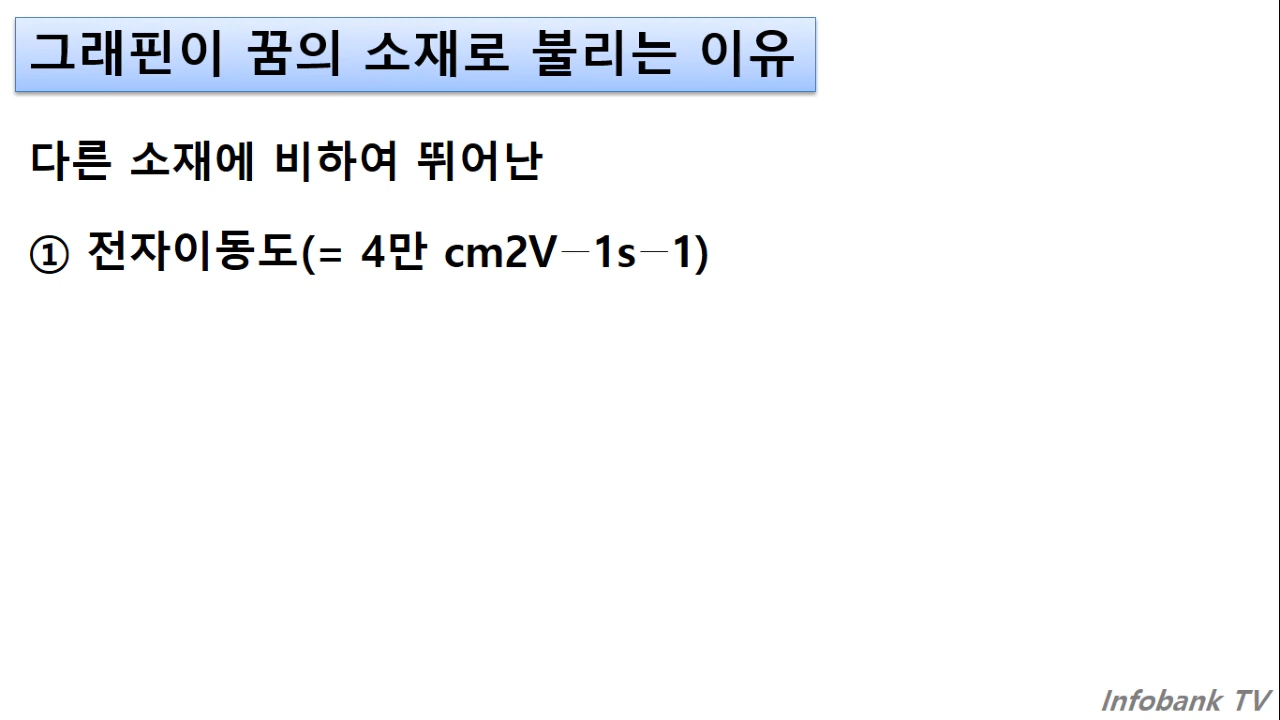 그래핀이 꿈의 소재로 불리는 이유
다른 소재에 비하여 뛰어난
① 전자이동도(= 4만 cm2V−1s−1)
Infobank TV